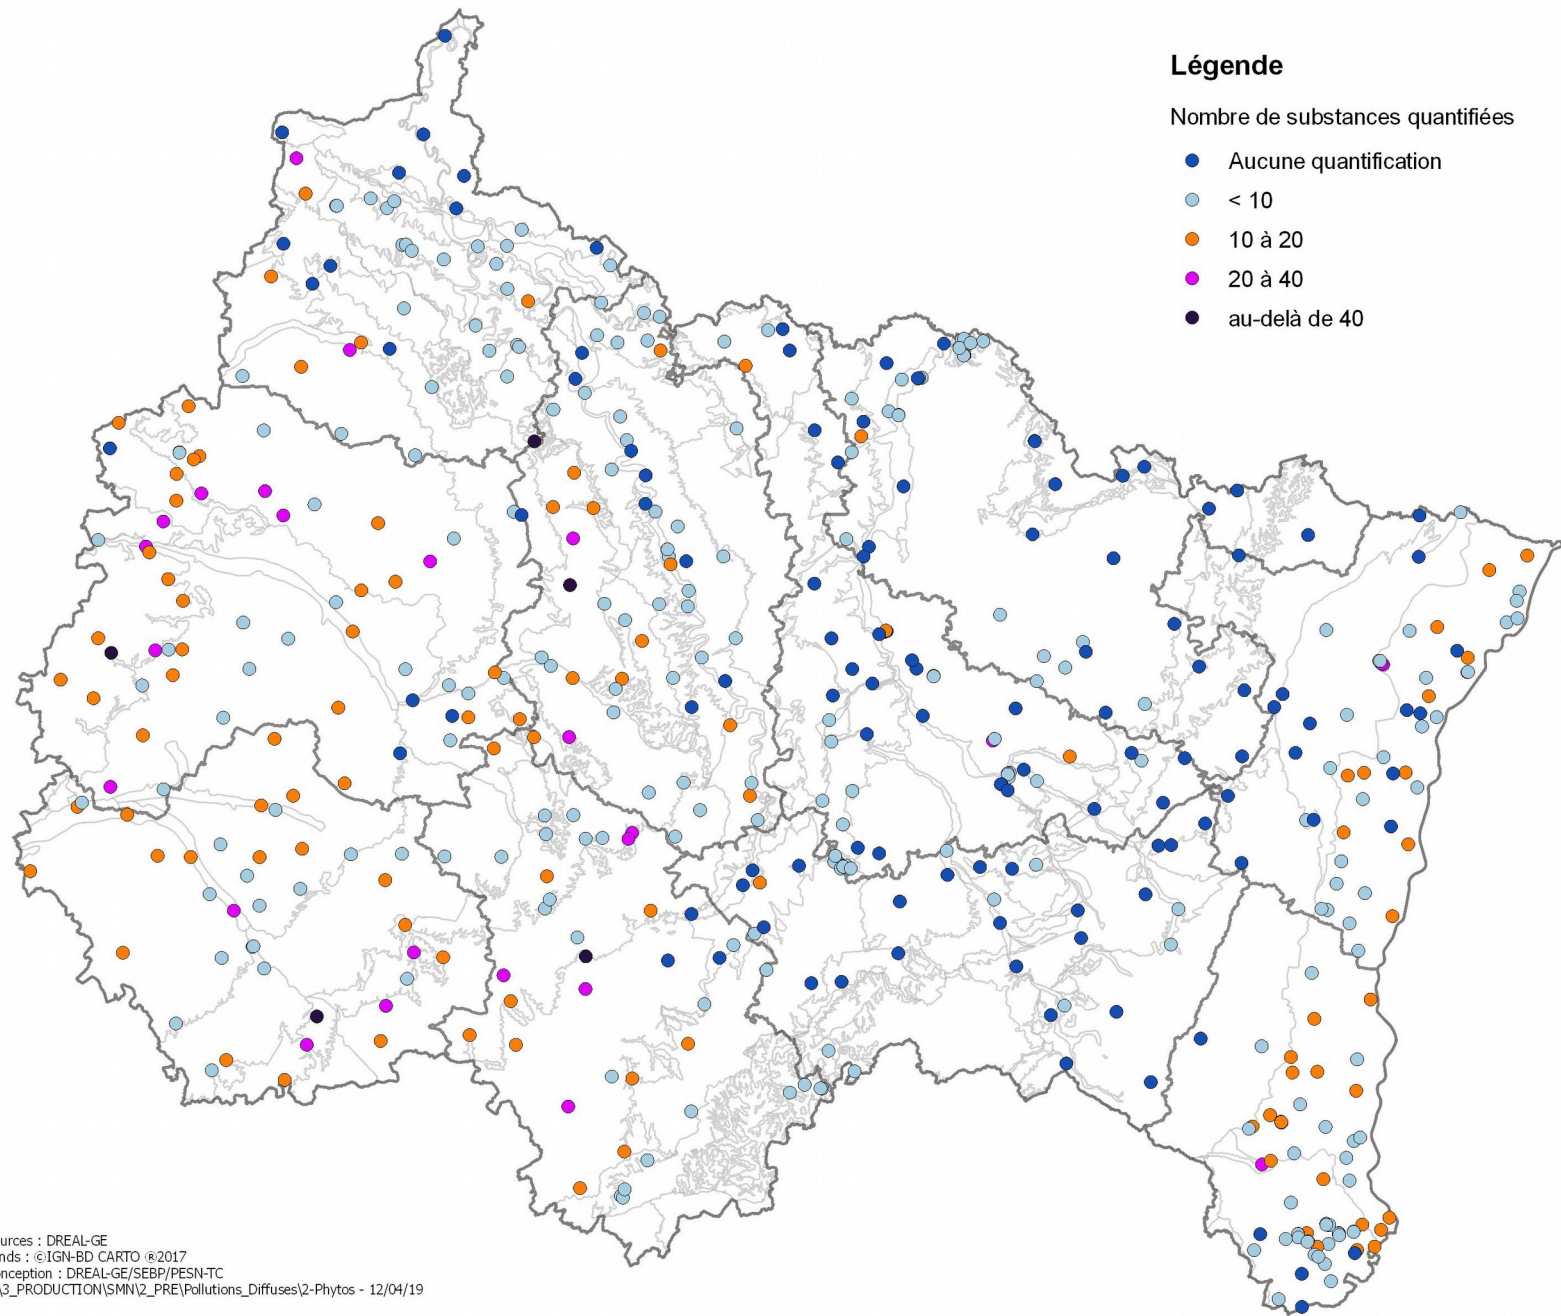 Légende
Nombre de substances quantifiées
Aucune quantification
< 10
10 à 20
20 à 40
au-delà de 40
urces : DREAL-GE
nds : ©IGN-BD CARTO ®2017
nception : DREAL-GE/SEBP/PESN-TC
\3_PRODUCTION\SMN\2_PRE\Pollutions_Diffuses\2-Phytos - 12/04/19